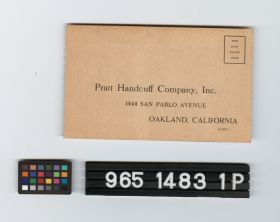 Pratt Handcuff Company, Inc.
1444 SAN PABLO AVENUE
OAKLAND, CALIFORNIA
965 1483 1P